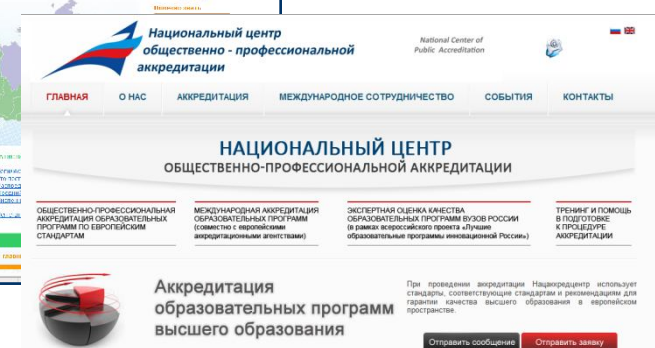 Национальный центр
общественно - профессиональной
аккредитации
National Center of
Public Accreditation
ГЛАВНАЯ О НАС АККРЕДИТАЦИЯ МЕЖДУНАРОДНОЕ СОТРУДНИЧЕСТВО СОБЫТИЯ КОНТАКТЫ
НАЦИОНАЛЬНЫЙ ЦЕНТР
ОБЩЕСТВЕННО-ПРОФЕССИОНАЛЬНОЙ АККРЕДИТАЦИИ
ОБЩЕСТВЕННО-ПРОФЕССИОНАЛЬНАЯ
АККРЕДИТАЦИЯ ОБРАЗОВАТЕЛЬНЫХ
ПРОГРАММ ПО ЕВРОПЕЙСКИМ
СТАНДАРТАМ
МЕЖДУНАРОДНАЯ АККРЕДИТАЦИЯ
ОБРАЗОВАТЕЛЬНЫХ ПРОГРАММ
(совместно с европейскими
аккредитационными агентствами)
ЭКСПЕРТНАЯ ОЦЕНКА КАЧЕСТВА
ОБРАЗОВАТЕЛЬНЫХ ПРОГРАММ ВУЗОВ РОССИИ
(в рамках всероссийского проекта «Лучшие
образовательные программы инновационной России»)
ТРЕНИНГ И ПОМОЩЬ
В ПОДГОТОВКЕ
К ПРОЦЕДУРЕ
АККРЕДИТАЦИИ
Аккредитация
образовательных программ
высшего образования
При проведении аккредитации Нацаккредцентр использует
стандарты, соответствующие стандартам и рекомендациям для
гарантии качества высшего образования в европейском
пространстве.
Отправить сообщение Отправить заявку